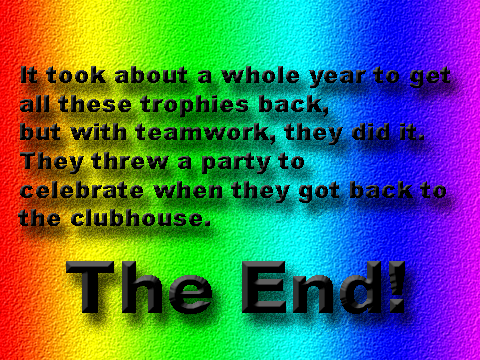 It took about a whole year to get
all these trophies back,
but with teamwork, they did it.
They threw a party to
celebrate when they got back to
the clubhouse.
The End!